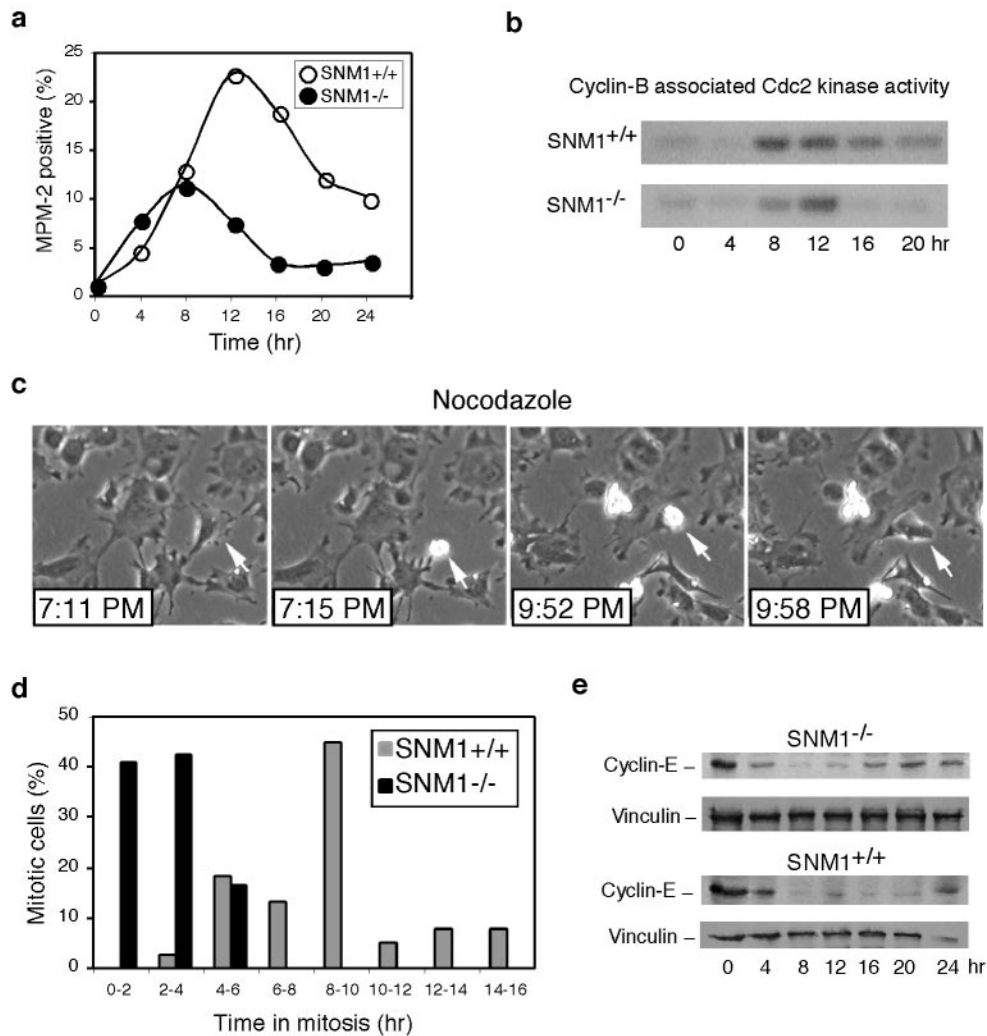 a
25
20
15
10
5
0
MPM-2 positive (%)
SNM1+/+
SNM1-/-
0 4 8 12 16 20 24
Time (hr)
b
Cyclin-B associated Cdc2 kinase activity
SNM1+/+
SNM1-/-
0 4 8 12 16 20 hr
c
Nocodazole
7:11 PM 7:15 PM 9:52 PM 9:58 PM
d
50
40
30
20
10
0
Mitotic cells (%)
SNM1+/+
SNM1-/-
0-2 2-4 4-6 6-8 8-10 10-12 12-14 14-16
Time in mitosis (hr)
e
SNM1-/-
Cyclin-E –
Vinculin –
SNM1+/+
Cyclin-E –
Vinculin –
0 4 8 12 16 20 24 hr